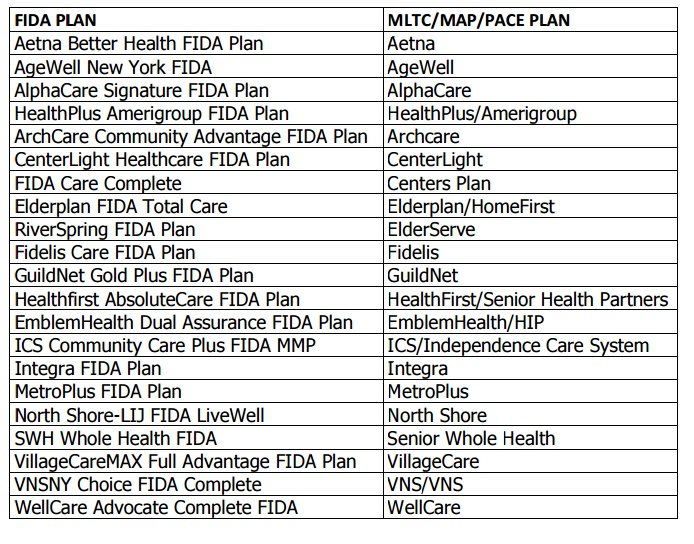 FIDA PLAN MLTC/MAP/PACE PLAN
Aetna Better Health FIDA Plan Aetna
AgeWell New York FIDA AgeWell
AlphaCare Signature FIDA Plan AlphaCare
HealthPlus Amerigroup FIDA Plan HealthPlus/Amerigroup
ArchCare Community Advantage FIDA Plan Archcare
CenterLight Healthcare FIDA Plan CenterLight
FIDA Care Complete Centers Plan
Elderplan FIDA Total Care Elderplan/HomeFirst
RiverSpring FIDA Plan ElderServe
Fidelis Care FIDA Plan Fidelis
GuildNet Gold Plus FIDA Plan GuildNet
Healthfirst AbsoluteCare FIDA Plan HealthFirst/Senior Health Partners
EmblemHealth Dual Assurance FIDA Plan EmblemHealth/HIP
ICS Community Care Plus FIDA MMP ICS/Independence Care System
Integra FIDA Plan Integra
MetroPlus FIDA Plan MetroPlus
North Shore-LIJ FIDA LiveWell North Shore
SWH Whole Health FIDA Senior Whole Health
VillageCareMAX Full Advantage FIDA Plan VillageCare
VNSNY Choice FIDA Complete VNS/VNS
WellCare Advocate Complete FIDA WellCare